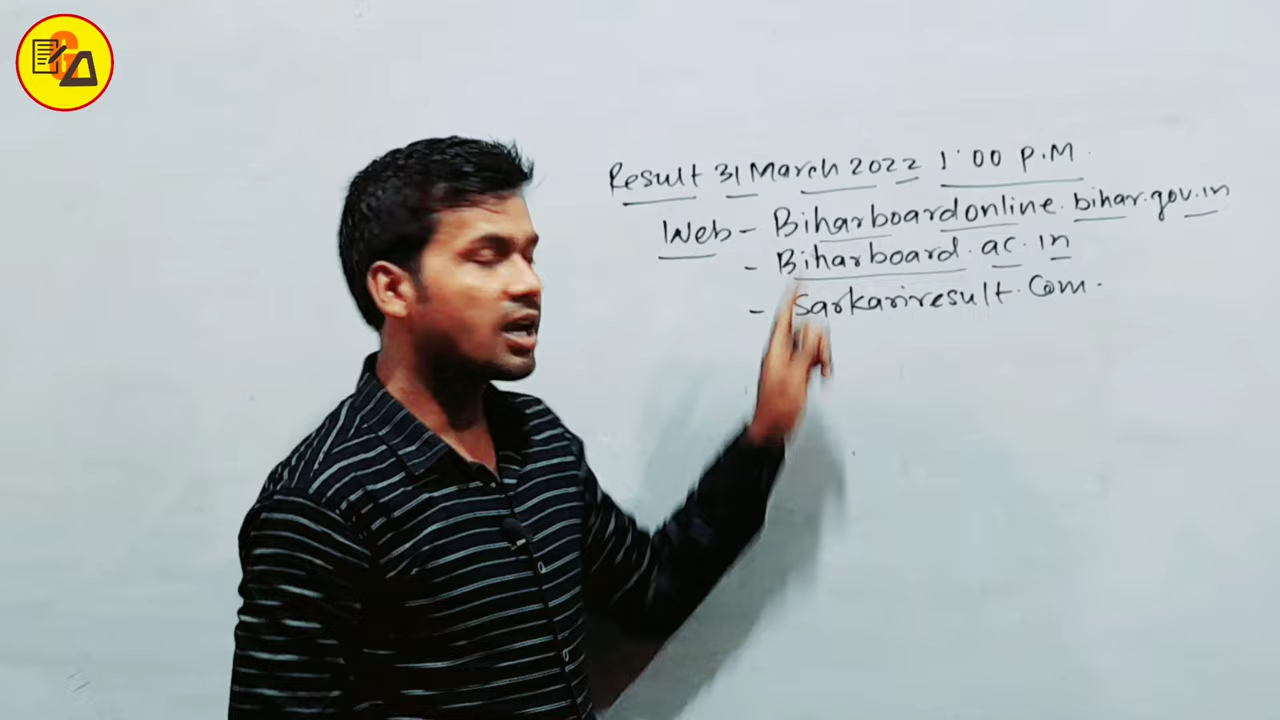 G
Result 31 March 2022 1:00 P.M.
Web - Biharboardonline.bihar.gov.in
- Biharboard.ac.in
- Sarkariresult.Com.